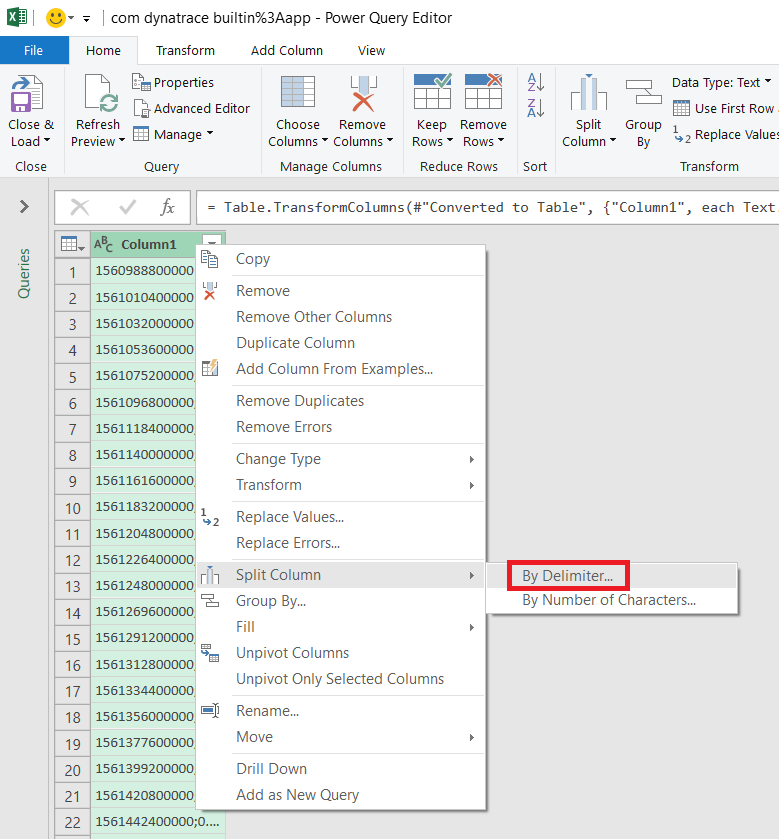 com dynatrace builtin%3Aapp - Power Query Editor
File Home Transform Add Column View
Close & Load
Refresh Preview
Properties
Advanced Editor
Manage
Choose Columns
Remove Columns
Keep Rows
Remove Rows
A Z
Z A
Split Column
Group By
Data Type: Text
Use First Row
1 2 Replace Values
Close Query Manage Columns Reduce Rows Sort Transform
fx = Table.TransformColumns(#"Converted to Table", {"Column1", each Text.
Queries
ABC Column1
1 1560988800000
2 1561010400000
3 1561032000000
4 1561053600000
5 1561075200000
6 1561096800000
7 1561118400000;
8 1561140000000
9 1561161600000
10 1561183200000;
11 1561204800000
12 1561226400000
13 1561248000000
14 1561269600000
15 1561291200000
16 1561312800000
17 1561334400000
18 1561356000000
19 1561377600000
20 1561399200000
21 1561420800000
22 1561442400000;0....
Copy
Remove
Remove Other Columns
Duplicate Column
Add Column From Examples...
Remove Duplicates
Remove Errors
Change Type
Transform
1 2 Replace Values...
Replace Errors...
Split Column
Group By...
Fill
Unpivot Columns
Unpivot Only Selected Columns
Rename...
Move
Drill Down
Add as New Query
By Delimiter...
By Number of Characters...